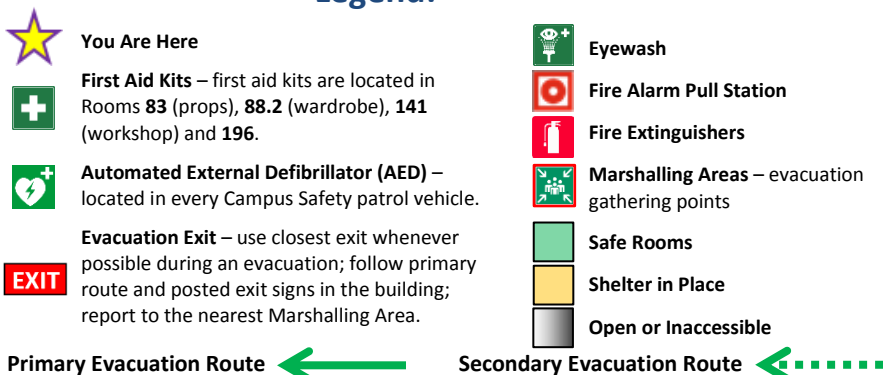 Legend:
You Are Here
First Aid Kits – first aid kits are located in
Rooms 83 (props), 88.2 (wardrobe), 141
(workshop) and 196.
Automated External Defibrillator (AED) –
located in every Campus Safety patrol vehicle.
EXIT
Evacuation Exit – use closest exit whenever
possible during an evacuation; follow primary
route and posted exit signs in the building;
report to the nearest Marshalling Area.
Eyewash
Fire Alarm Pull Station
Fire Extinguishers
Marshalling Areas – evacuation
gathering points
Safe Rooms
Shelter in Place
Open or Inaccessible
Primary Evacuation Route
Secondary Evacuation Route